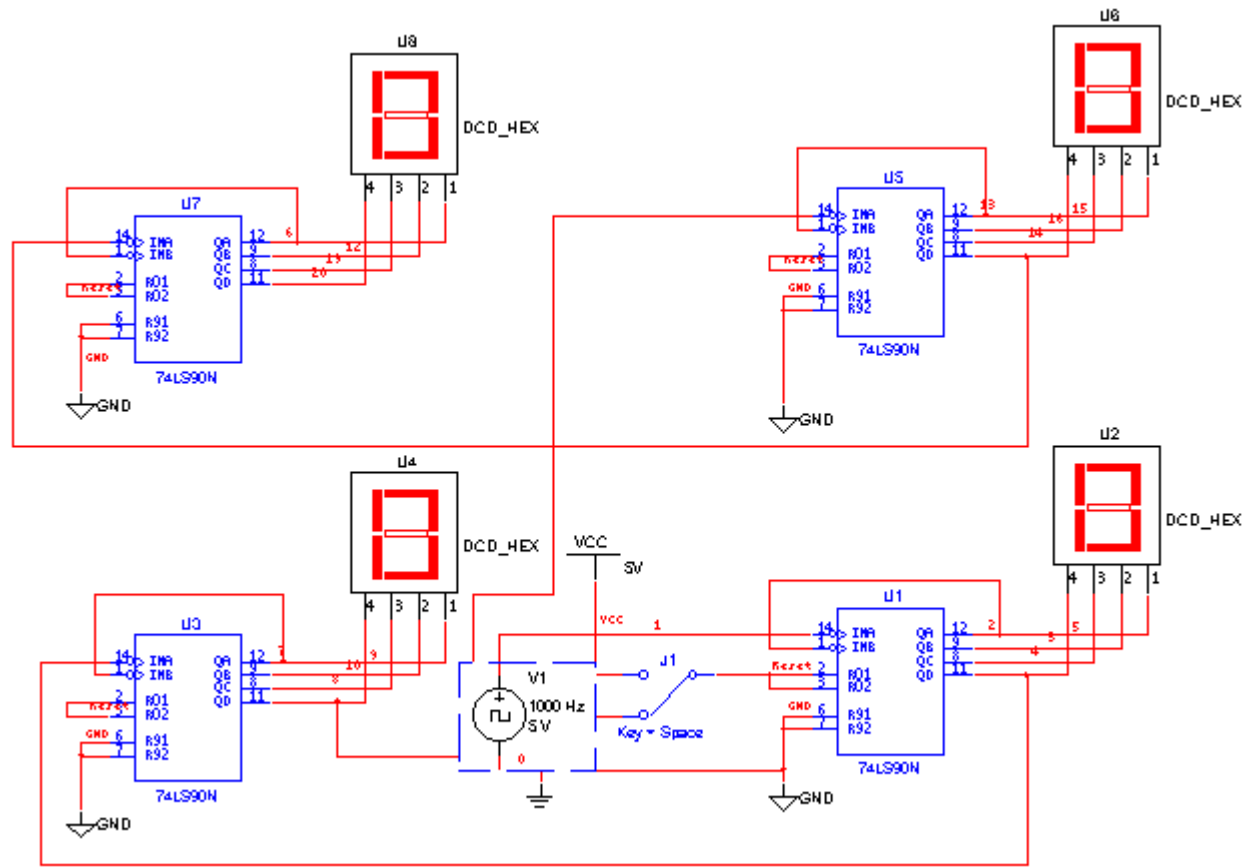 U8
DCD_HEX
4 3 2 1
U7
14 INA QA 12
1 INB QB 9
QC 8
2 R01 QD 11
3 R02
6 R91
7 R92
6
12
19
20
Reset
GND
74LS90N
GND
U6
DCD_HEX
4 3 2 1
U5
14 INA QA 12
1 INB QB 9
QC 8
2 R01 QD 11
3 R02
6 R91
7 R92
13
15
16
14
Reset
GND
74LS90N
GND
U4
DCD_HEX
4 3 2 1
U3
14 INA QA 12
1 INB QB 9
QC 8
2 R01 QD 11
3 R02
6 R91
7 R92
7
9
10
8
Reset
GND
74LS90N
GND
VCC
5V
VCC
1
V1
1000 Hz
5V
0
J1
Key = Space
U2
DCD_HEX
4 3 2 1
U1
14 INA QA 12
1 INB QB 9
QC 8
2 R01 QD 11
3 R02
6 R91
7 R92
2
5
3
4
Reset
GND
74LS90N
GND